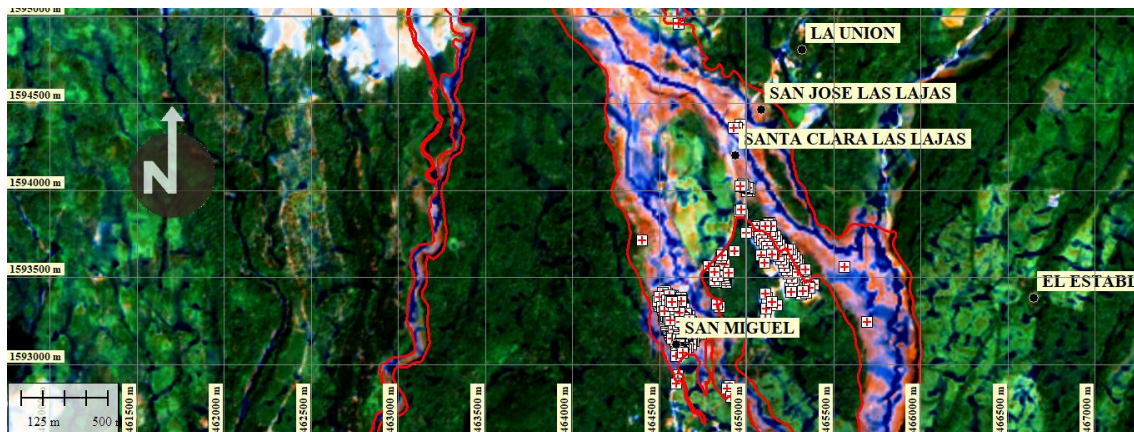 1595000 m
LA UNION
1594500 m
SAN JOSE LAS LAJAS
SANTA CLARA LAS LAJAS
N
1594000 m
1593500 m
EL ESTABL
SAN MIGUEL
1593000 m
125 m 500
461500 m
462000 m
462500 m
463000 m
463500 m
464000 m
464500 m
465000 m
465500 m
466000 m
466500 m
467000 m